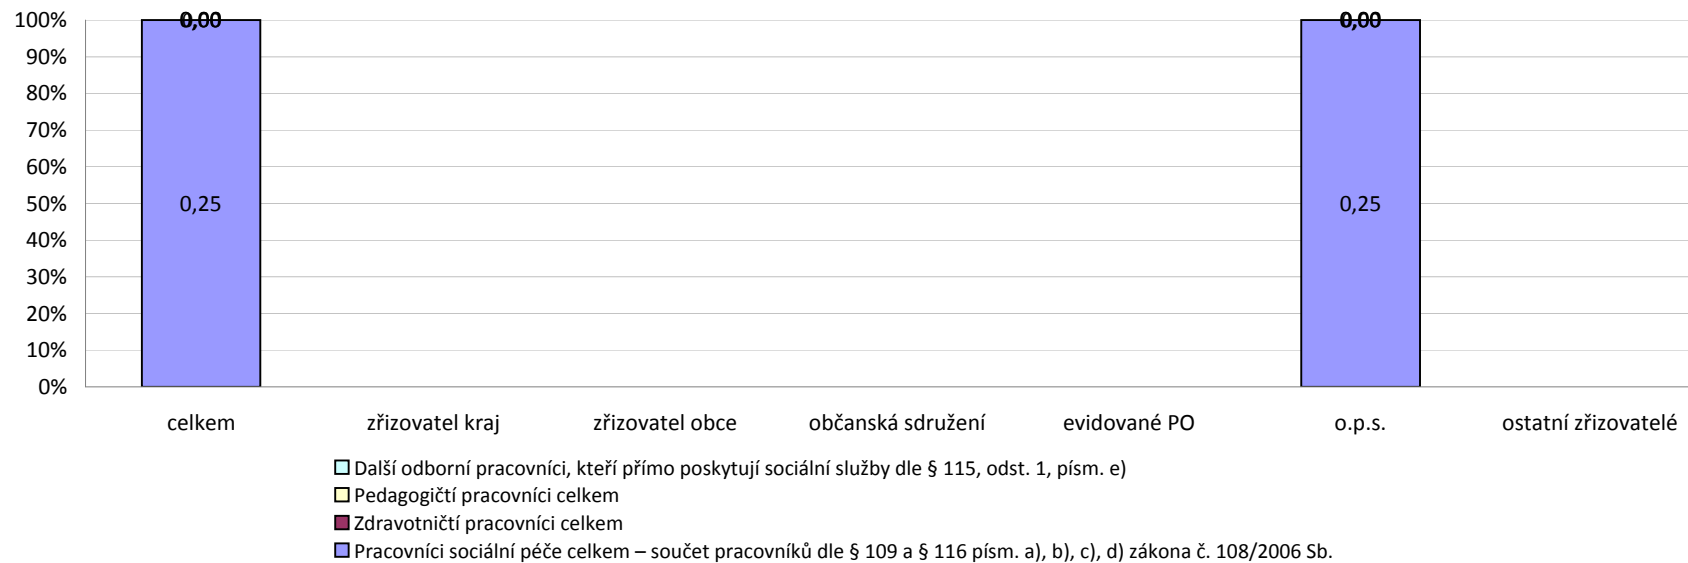 100%
90%
80%
70%
60%
50%
40%
30%
20%
10%
0%
0,00
0,00
0,25
0,25
celkem
zřizovatel kraj
zřizovatel obce
občanská sdružení
evidované PO
o.p.s.
ostatní zřizovatelé
Další odborní pracovníci, kteří přímo poskytují sociální služby dle § 115, odst. 1, písm. e)
Pedagogičtí pracovníci celkem
Zdravotničtí pracovníci celkem
Pracovníci sociální péče celkem – součet pracovníků dle § 109 a § 116 písm. a), b), c), d) zákona č. 108/2006 Sb.